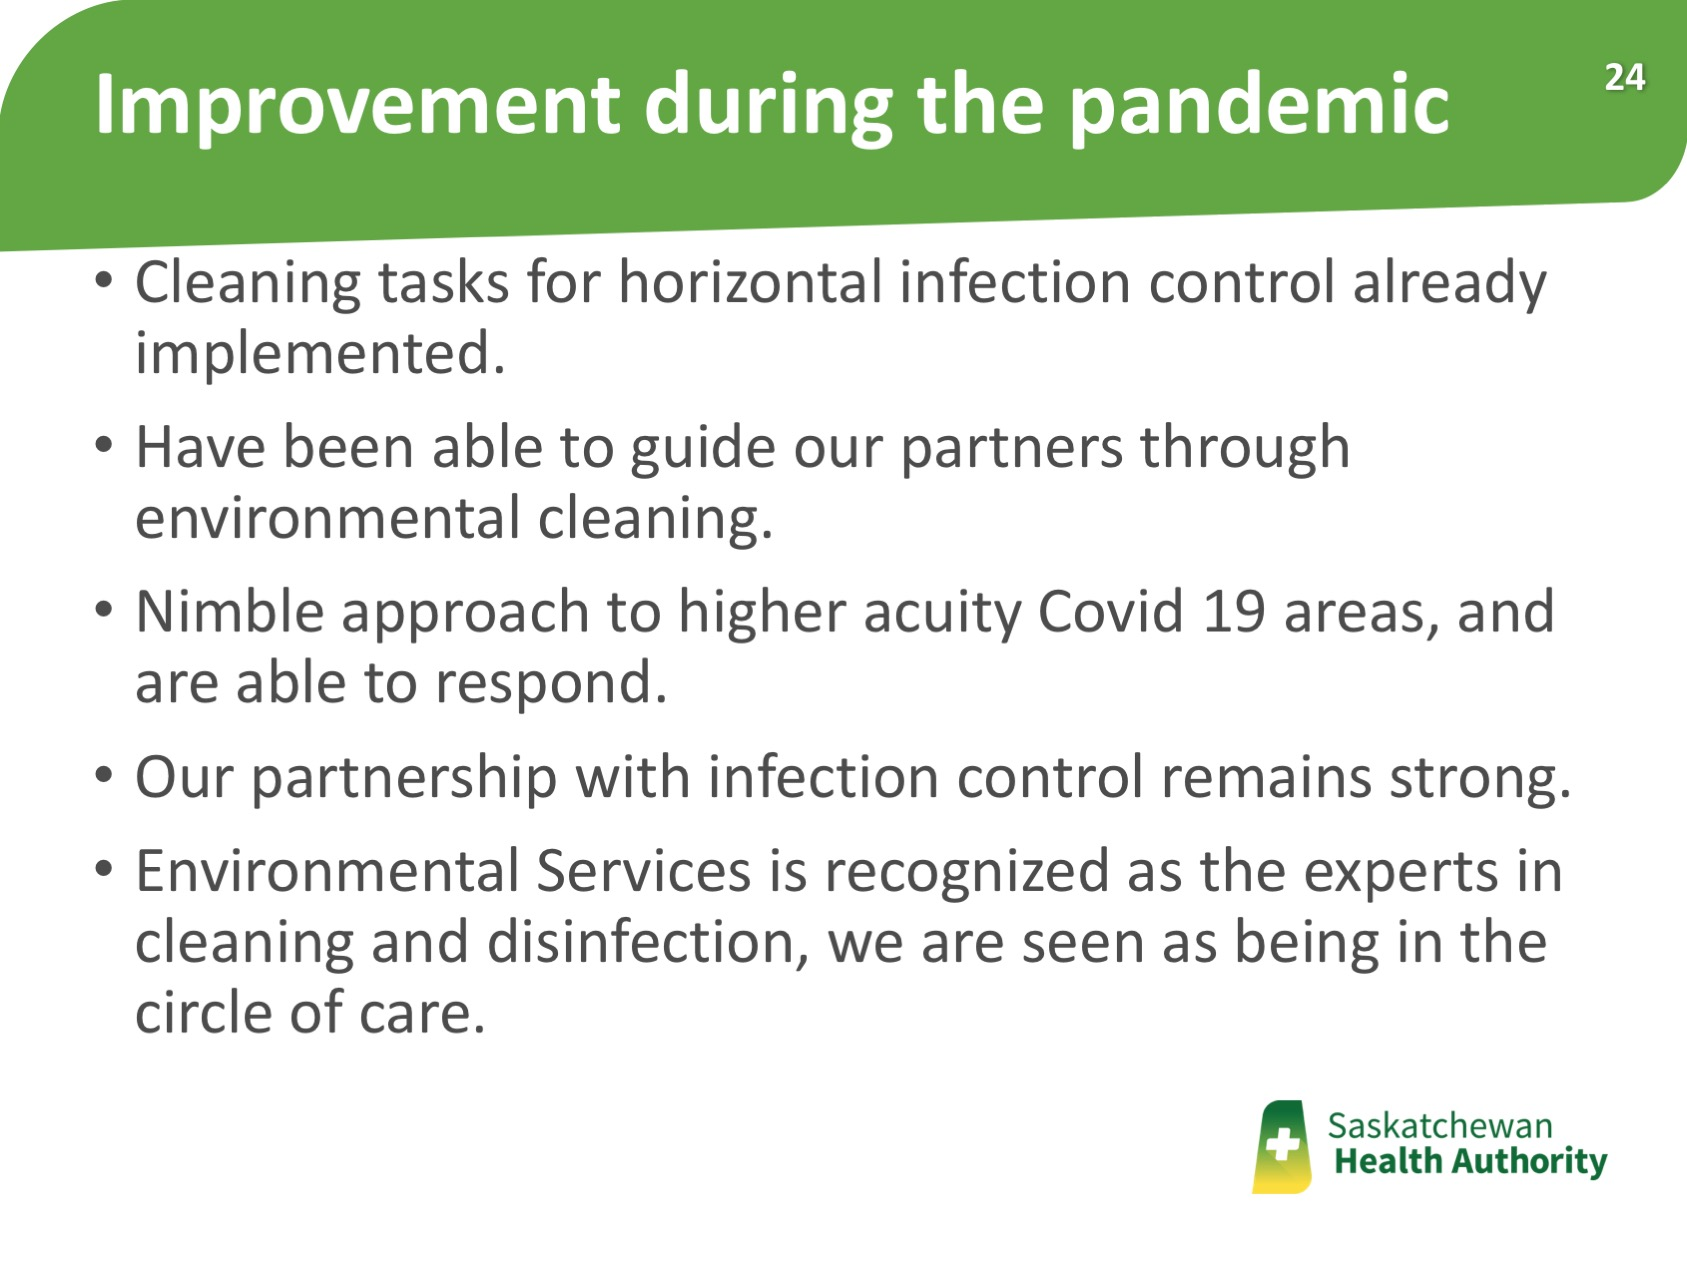 Improvement during the pandemic
24
• Cleaning tasks for horizontal infection control already
implemented.
• Have been able to guide our partners through
environmental cleaning.
• Nimble approach to higher acuity Covid 19 areas, and
are able to respond.
• Our partnership with infection control remains strong.
• Environmental Services is recognized as the experts in
cleaning and disinfection, we are seen as being in the
circle of care.
Saskatchewan
Health Authority